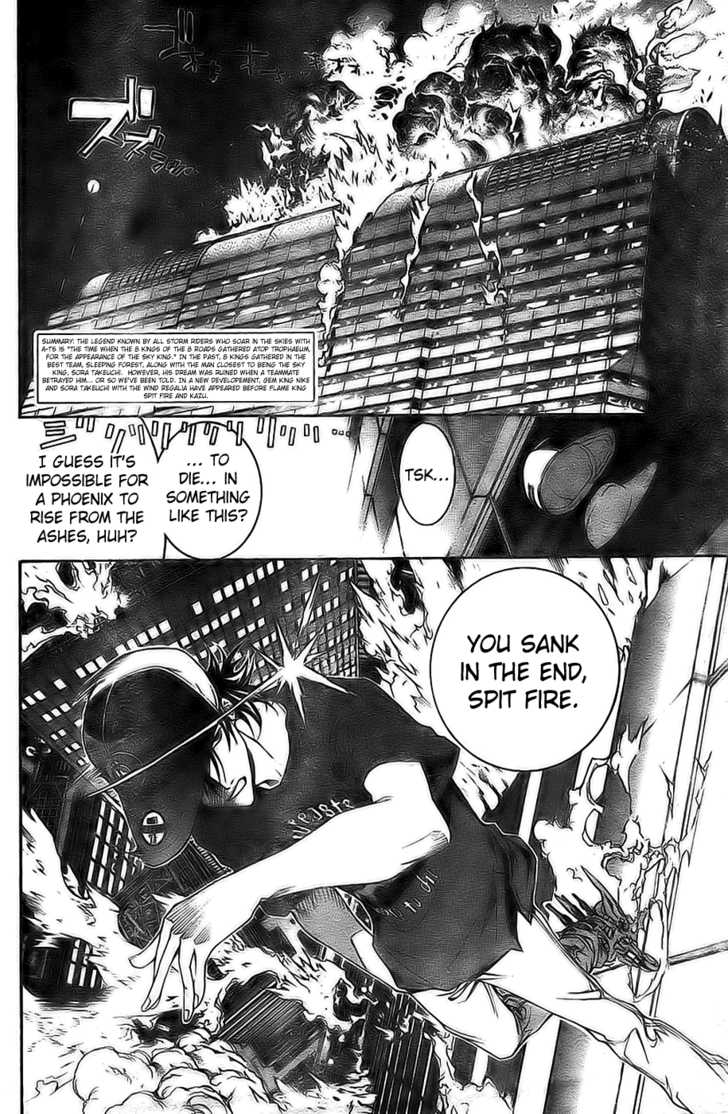 ズズ
SUMMARY: THE LEGEND KNOWN BY ALL STORM RIDERS WHO SOAR IN THE SKIES WITH
A-TS IS "THE TIME WHEN THE 8 KINGS OF THE 8 ROADS GATHERED ATOP TROPHAEUM,
FOR THE APPEARANCE OF THE SKY KING." IN THE PAST, 8 KINGS GATHERED IN THE
BEST TEAM, SLEEPING FOREST, ALONG WITH THE MAN CLOSEST TO BEING THE SKY
KING, SORA TAKEUCHI. HOWEVER, HIS DREAM WAS RUINED WHEN A TEAMMATE
BETRAYED HIM... OR SO WE'VE BEEN TOLD. IN A NEW DEVELOPEMENT, GEM KING NIKE
AND SORA TAKEUCHI WITH THE WIND REGALIA HAVE APPEARED BEFORE FLAME KING
SPIT FIRE AND KAZU.
TSK...
... TO
DIE... IN
SOMETHING
LIKE THIS?
I GUESS IT'S
IMPOSSIBLE FOR
A PHOENIX TO
RISE FROM THE
ASHES, HUH?
YOU SANK
IN THE END,
SPIT FIRE.